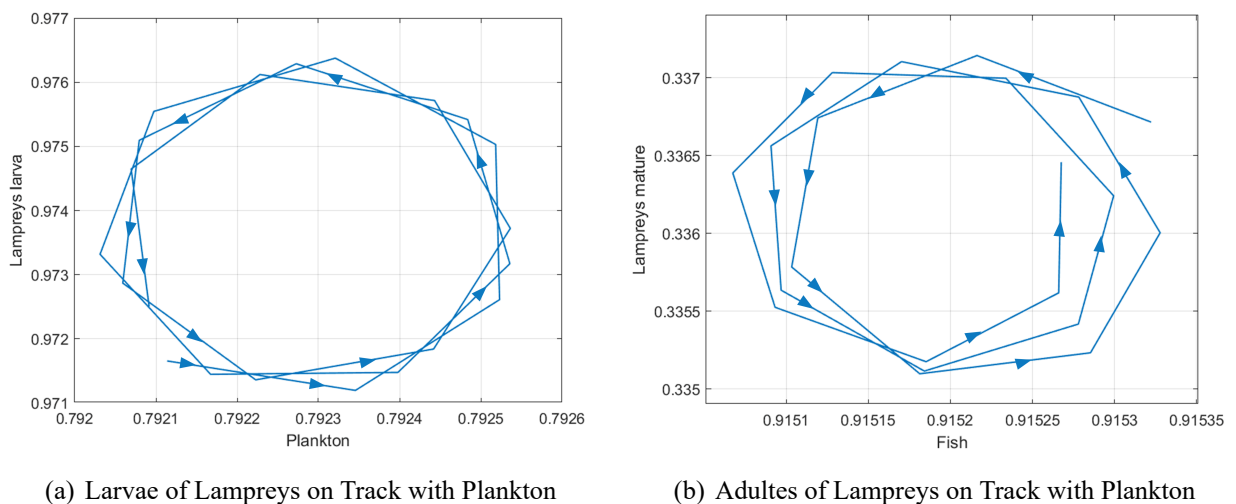 0.977
0.976
0.975
0.974
0.973
0.972
0.971
Lampreys larva
0.792 0.7921 0.7922 0.7923 0.7924 0.7925 0.7926
Plankton
(a) Larvae of Lampreys on Track with Plankton
0.337
0.3365
0.336
0.3355
0.335
Lampreys mature
0.9151 0.91515 0.9152 0.91525 0.9153 0.91535
Fish
(b) Adultes of Lampreys on Track with Plankton